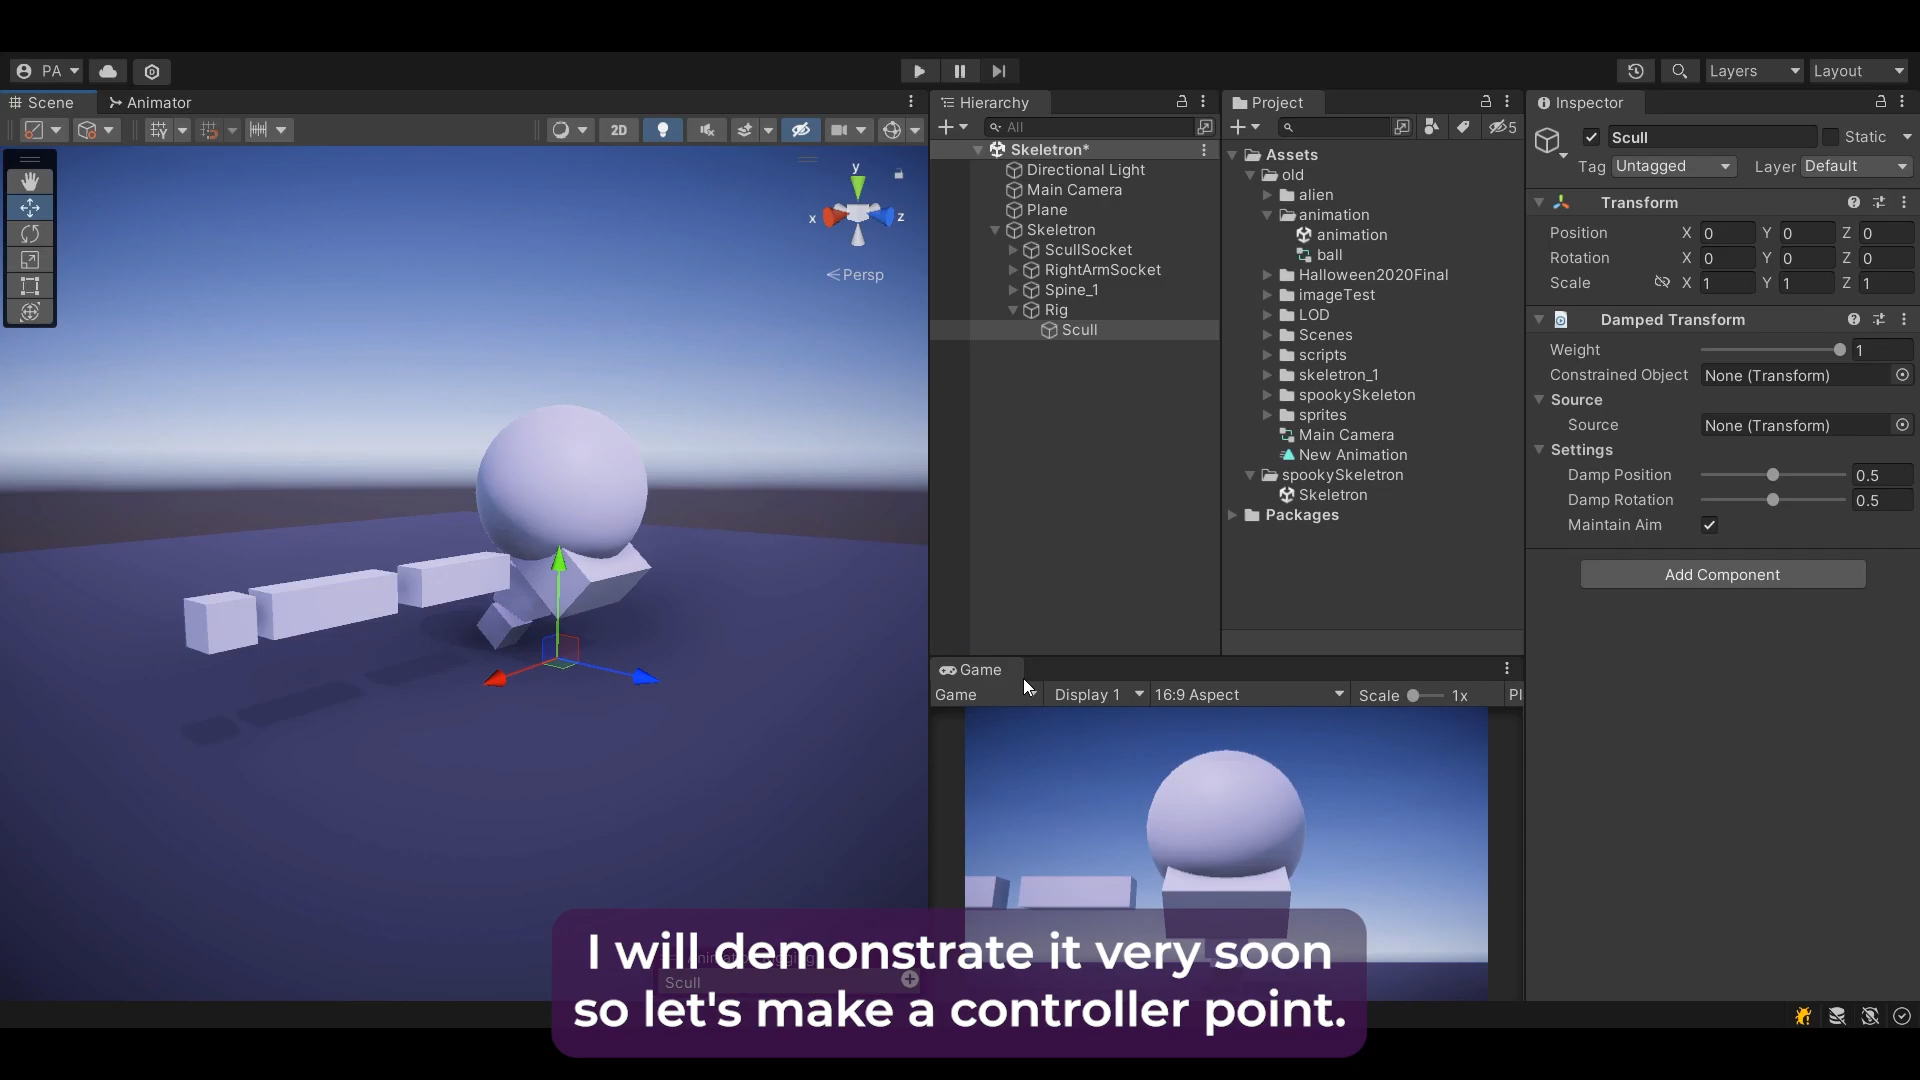 PA
Layers
Layout
Scene
Animator
2D
y
x
z
Persp
Hierarchy
All
Skeletron*
Directional Light
Main Camera
Plane
Skeletron
ScullSocket
RightArmSocket
Spine_1
Rig
Scull
Project
5
Assets
old
alien
animation
animation
ball
Halloween2020Final
imageTest
LOD
Scenes
scripts
skeletron_1
spookySkeleton
sprites
Main Camera
New Animation
spookySkeletron
Skeletron
Packages
Inspector
Scull
Static
Tag Untagged Layer Default
Transform
Position X 0 Y 0 Z 0
Rotation X 0 Y 0 Z 0
Scale X 1 Y 1 Z 1
Damped Transform
Weight 1
Constrained Object None (Transform)
Source
Source None (Transform)
Settings
Damp Position 0.5
Damp Rotation 0.5
Maintain Aim
Add Component
Game
Game Display 1 16:9 Aspect Scale 1x Pl
Animation Rigging
Scull
I will demonstrate it very soon
so let's make a controller point.